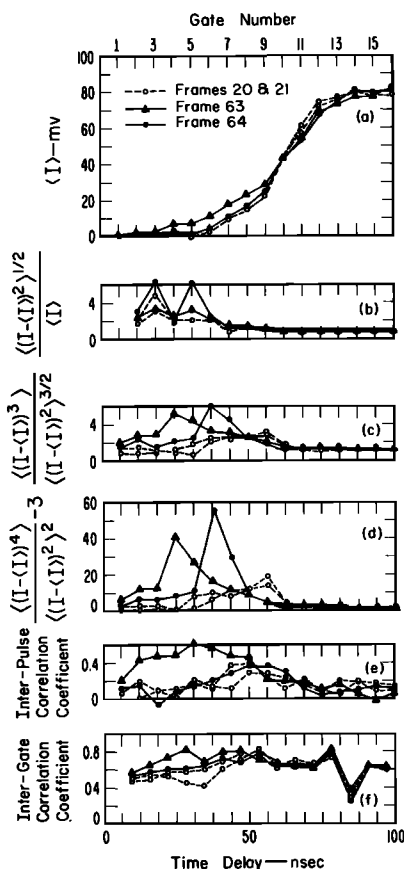 Gate Number
1 3 5 7 9 11 13 15
100
80
60
40
20
0
⟨I⟩—mv
Frames 20 & 21
Frame 63
Frame 64
(a)
⟨(I-⟨I⟩)²⟩^1/2
⟨I⟩
4
0
(b)
⟨(I-⟨I⟩)³⟩
⟨(I-⟨I⟩)²⟩^3/2
6
4
2
0
(c)
⟨(I-⟨I⟩)⁴⟩
⟨(I-⟨I⟩)²⟩²
-3
60
40
20
0
(d)
Inter-Pulse
Correlation
Coefficient
0.4
0
(e)
Inter-Gate
Correlation
Coefficient
0.8
0.4
0
(f)
0 50 100
Time Delay—nsec